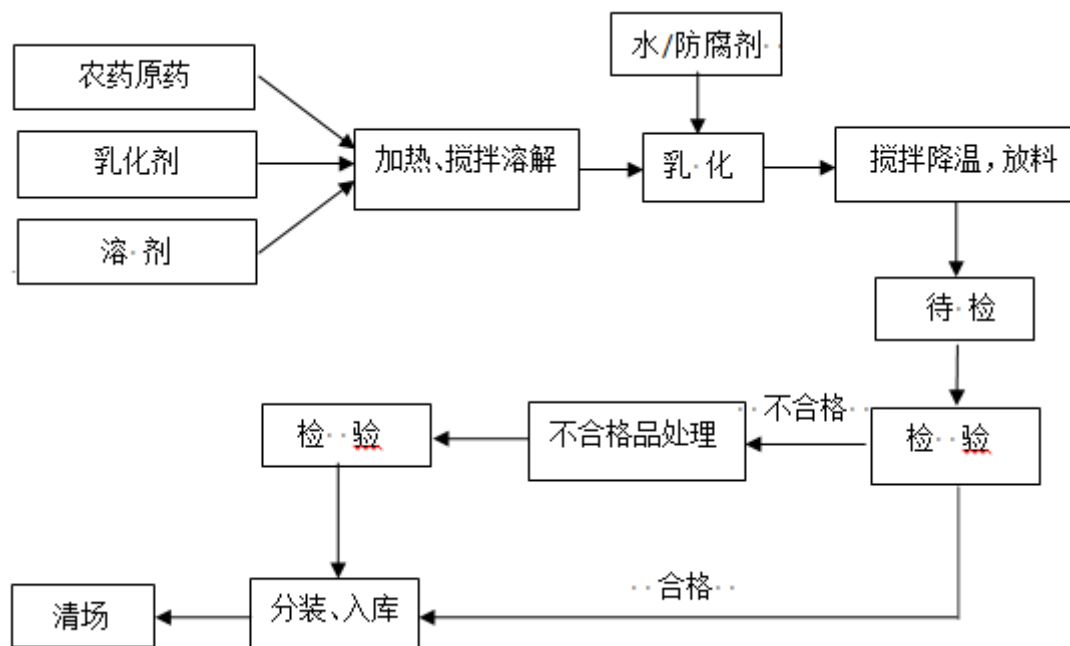 水/防腐剂
农药原药
乳化剂
溶 剂
加热、搅拌溶解
乳 化
搅拌降温，放料
待 检
检 验
不合格
不合格品处理
检 验
合格
分装、入库
清场